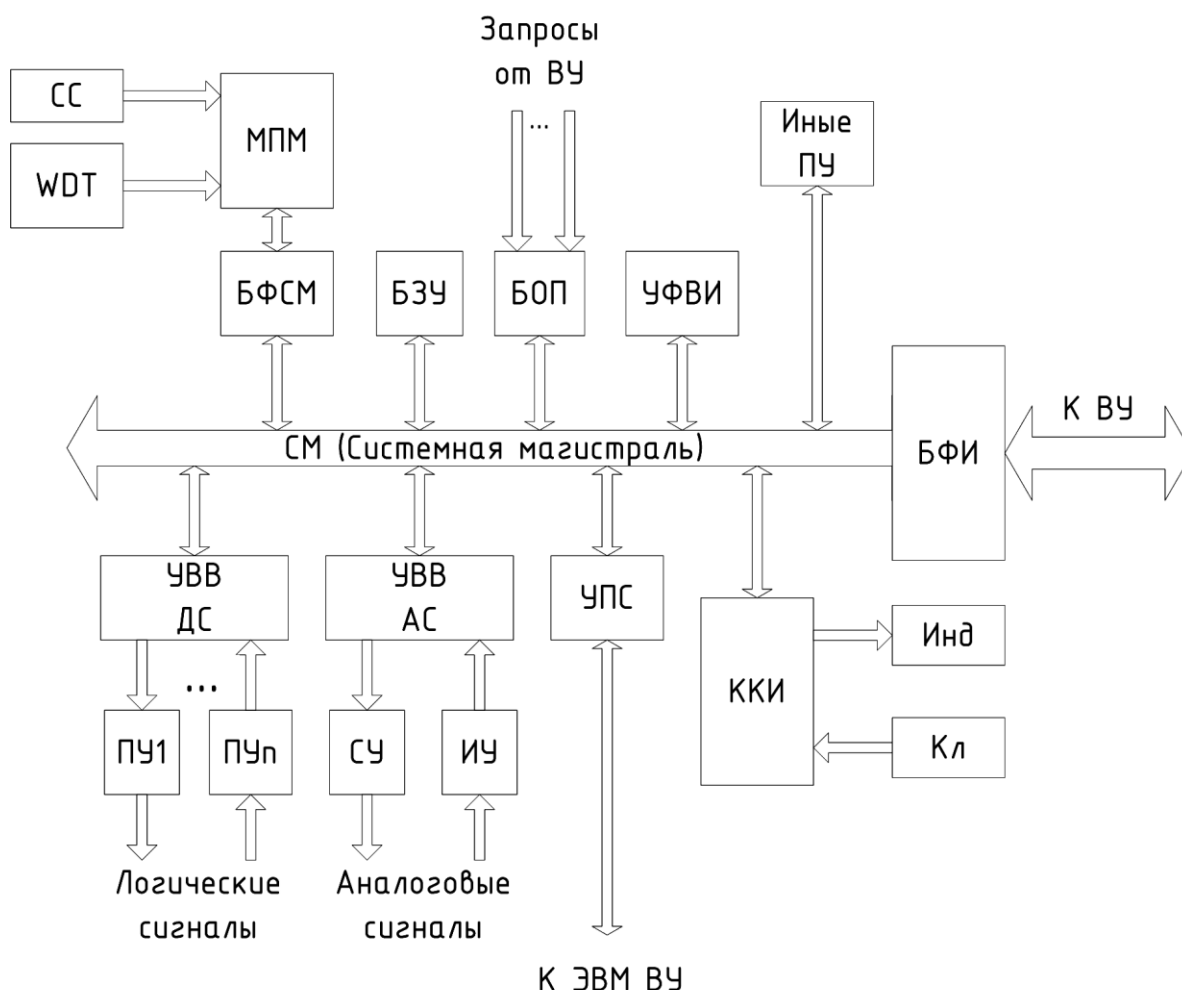 Запросы
от ВУ
СС
МПМ
...
Иные
ПУ
WDT
БФСМ
БЗУ
БОП
УФВИ
К ВУ
СМ (Системная магистраль)
БФИ
УВВ
ДС
УВВ
АС
УПС
ККИ
Инд
...
ПУ1
ПУn
СУ
ИУ
Кл
Логические
сигналы
Аналоговые
сигналы
К ЭВМ ВУ